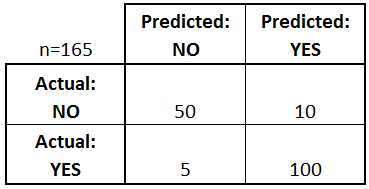 Predicted: Predicted:
n=165 NO YES
Actual:
NO 50 10
Actual:
YES 5 100